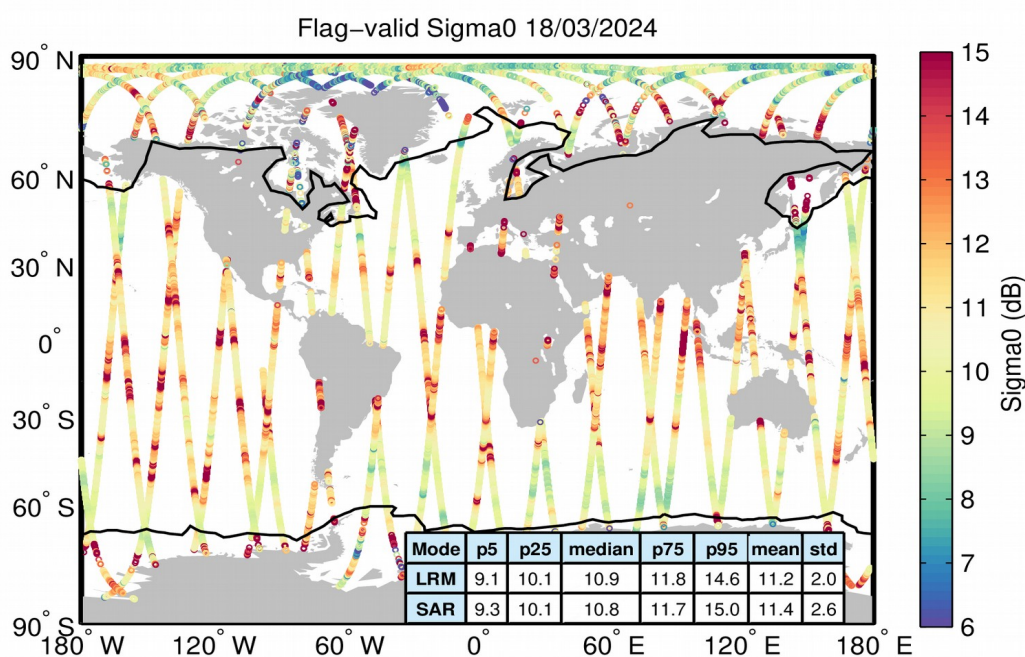 Flag−valid Sigma0 18/03/2024
90° N
60° N
30° N
0°
30° S
60° S
90° S
180° W
120° W
60° W
0°
60° E
120° E
180° E
15
14
13
12
11
10
9
8
7
6
Sigma0 (dB)
Mode p5 p25 median p75 p95 mean std
LRM 9.1 10.1 10.9 11.8 14.6 11.2 2.0
SAR 9.3 10.1 10.8 11.7 15.0 11.4 2.6